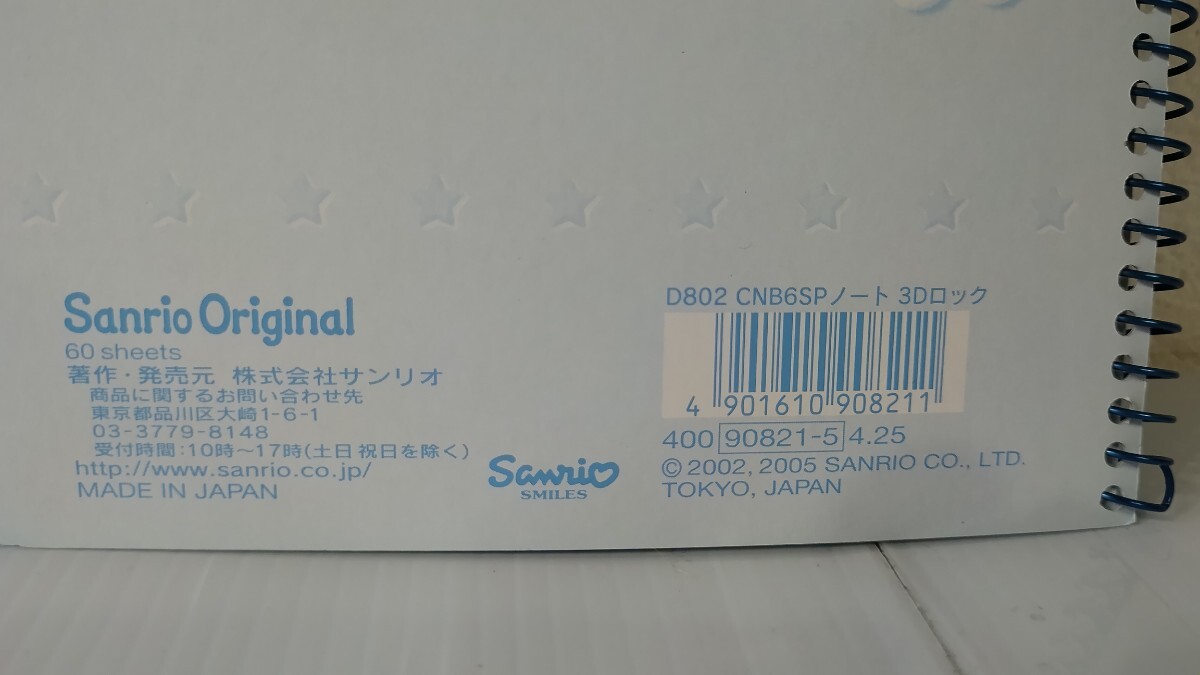 Sanrio Original
60 sheets
著作・発売元 株式会社サンリオ
商品に関するお問い合わせ先
東京都品川区大崎1-6-1
03-3779-8148
受付時間:10時~17時(土日 祝日を除く)
http://www.sanrio.co.jp/
MADE IN JAPAN
Sanrio
SMILES
D802 CNB6SPノート 3Dロック
4 901610 908211
400 90821-5 4.25
© 2002, 2005 SANRIO CO., LTD.
TOKYO, JAPAN